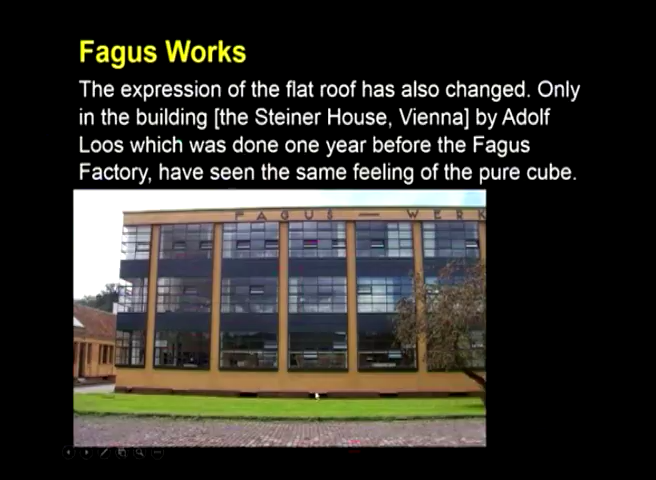 Fagus Works
The expression of the flat roof has also changed. Only
in the building [the Steiner House, Vienna] by Adolf
Loos which was done one year before the Fagus
Factory, have seen the same feeling of the pure cube.
FAGUS — WERK